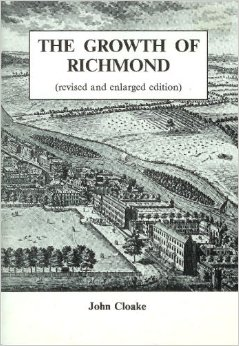 THE GROWTH OF
RICHMOND
(revised and enlarged edition)
John Cloake